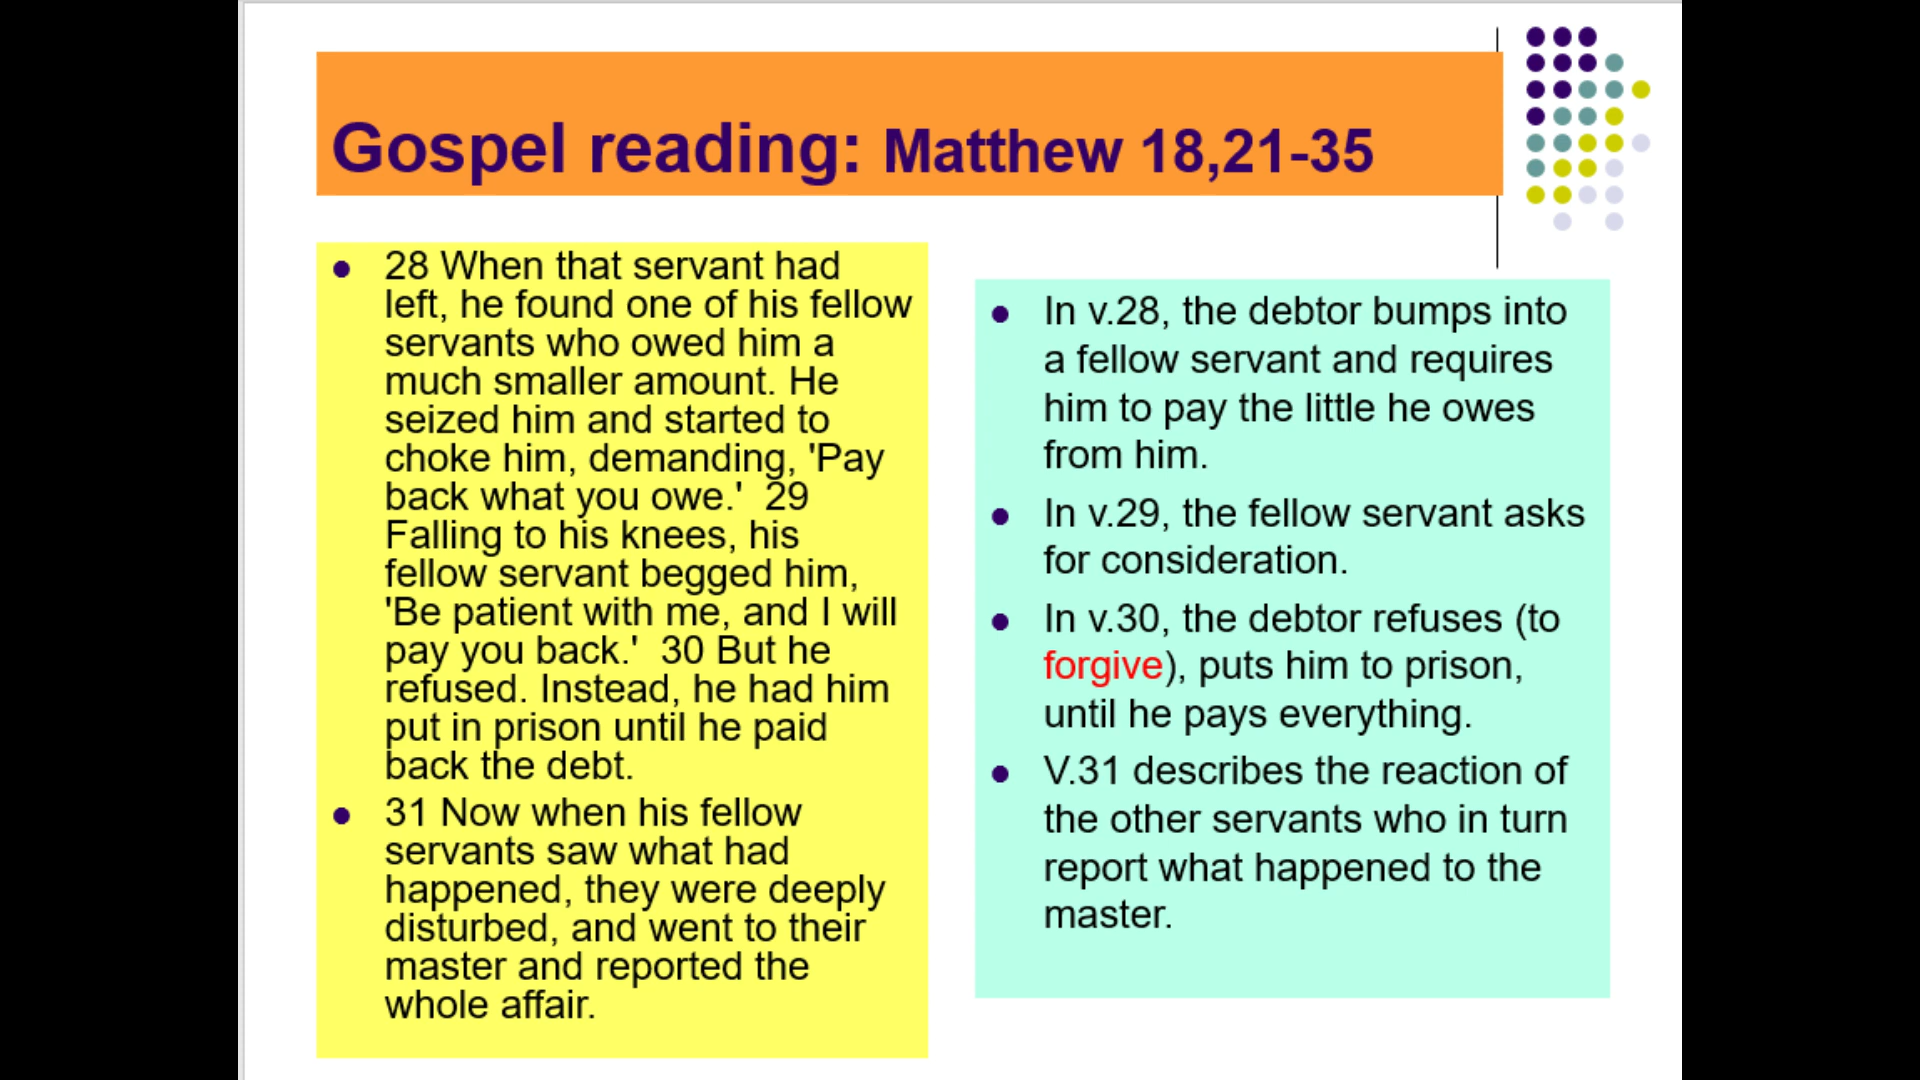 Gospel reading: Matthew 18,21-35
28 When that servant had
left, he found one of his fellow
servants who owed him a
much smaller amount. He
seized him and started to
choke him, demanding, 'Pay
back what you owe.'  29
Falling to his knees, his
fellow servant begged him,
'Be patient with me, and I will
pay you back.'  30 But he
refused. Instead, he had him
put in prison until he paid
back the debt.
31 Now when his fellow
servants saw what had
happened, they were deeply
disturbed, and went to their
master and reported the
whole affair.
In v.28, the debtor bumps into
a fellow servant and requires
him to pay the little he owes
from him.
In v.29, the fellow servant asks
for consideration.
In v.30, the debtor refuses (to
forgive), puts him to prison,
until he pays everything.
V.31 describes the reaction of
the other servants who in turn
report what happened to the
master.